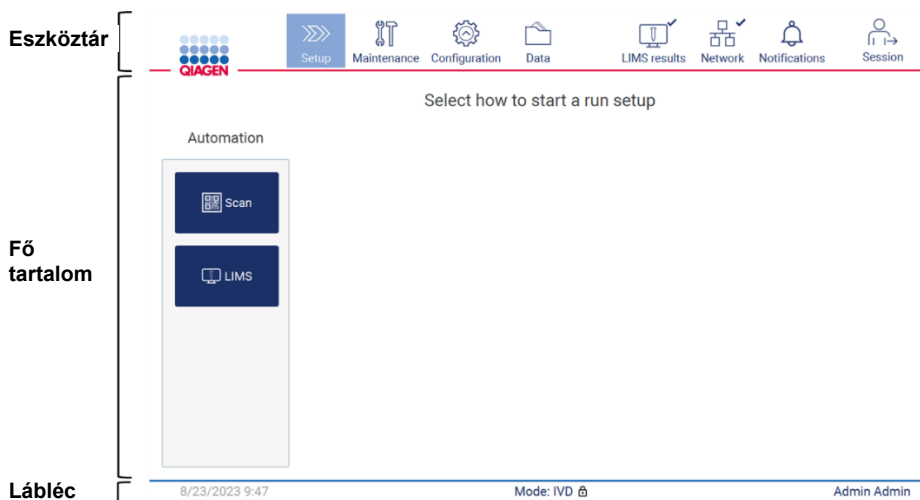 Eszköztár
QIAGEN
Setup
Maintenance
Configuration
Data
LIMS results
Network
Notifications
Session
Select how to start a run setup
Automation
Scan
LIMS
Fő
tartalom
Lábléc
8/23/2023 9:47
Mode: IVD
Admin Admin